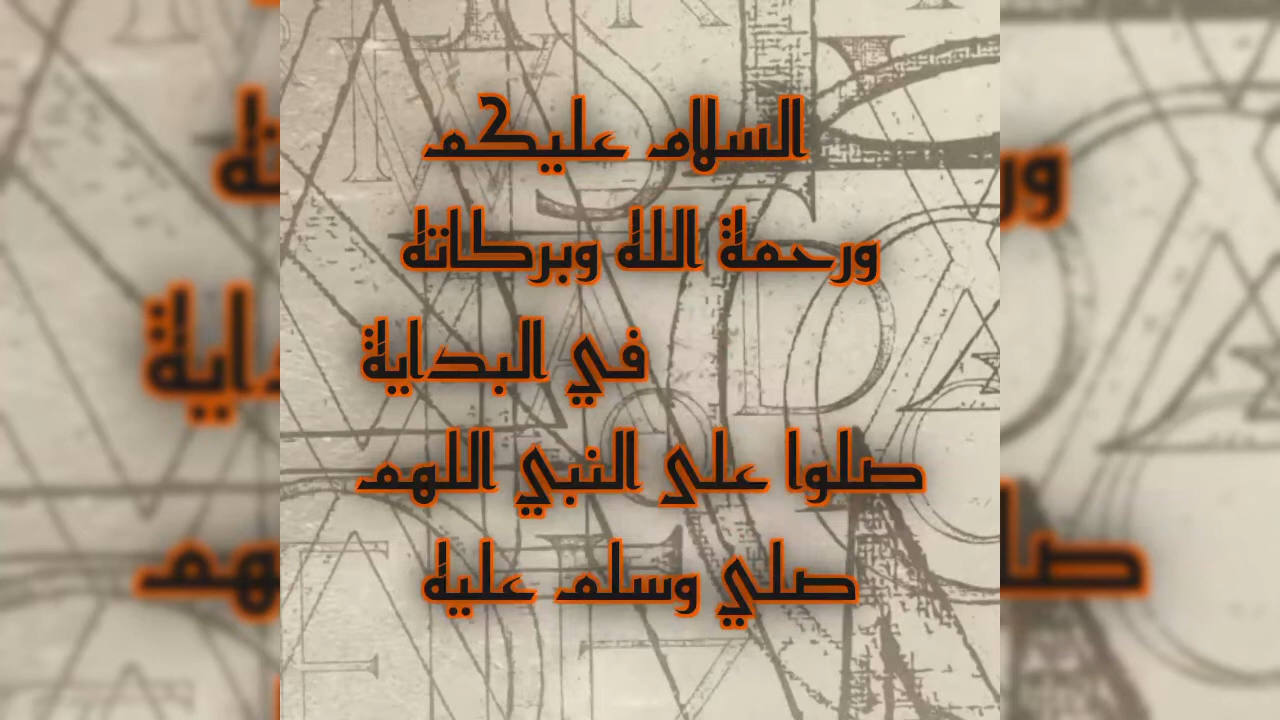 السلام عليكم
ورحمة الله وبركاته
في البداية
صلوا على النبي اللهم
صلي وسلم عليه